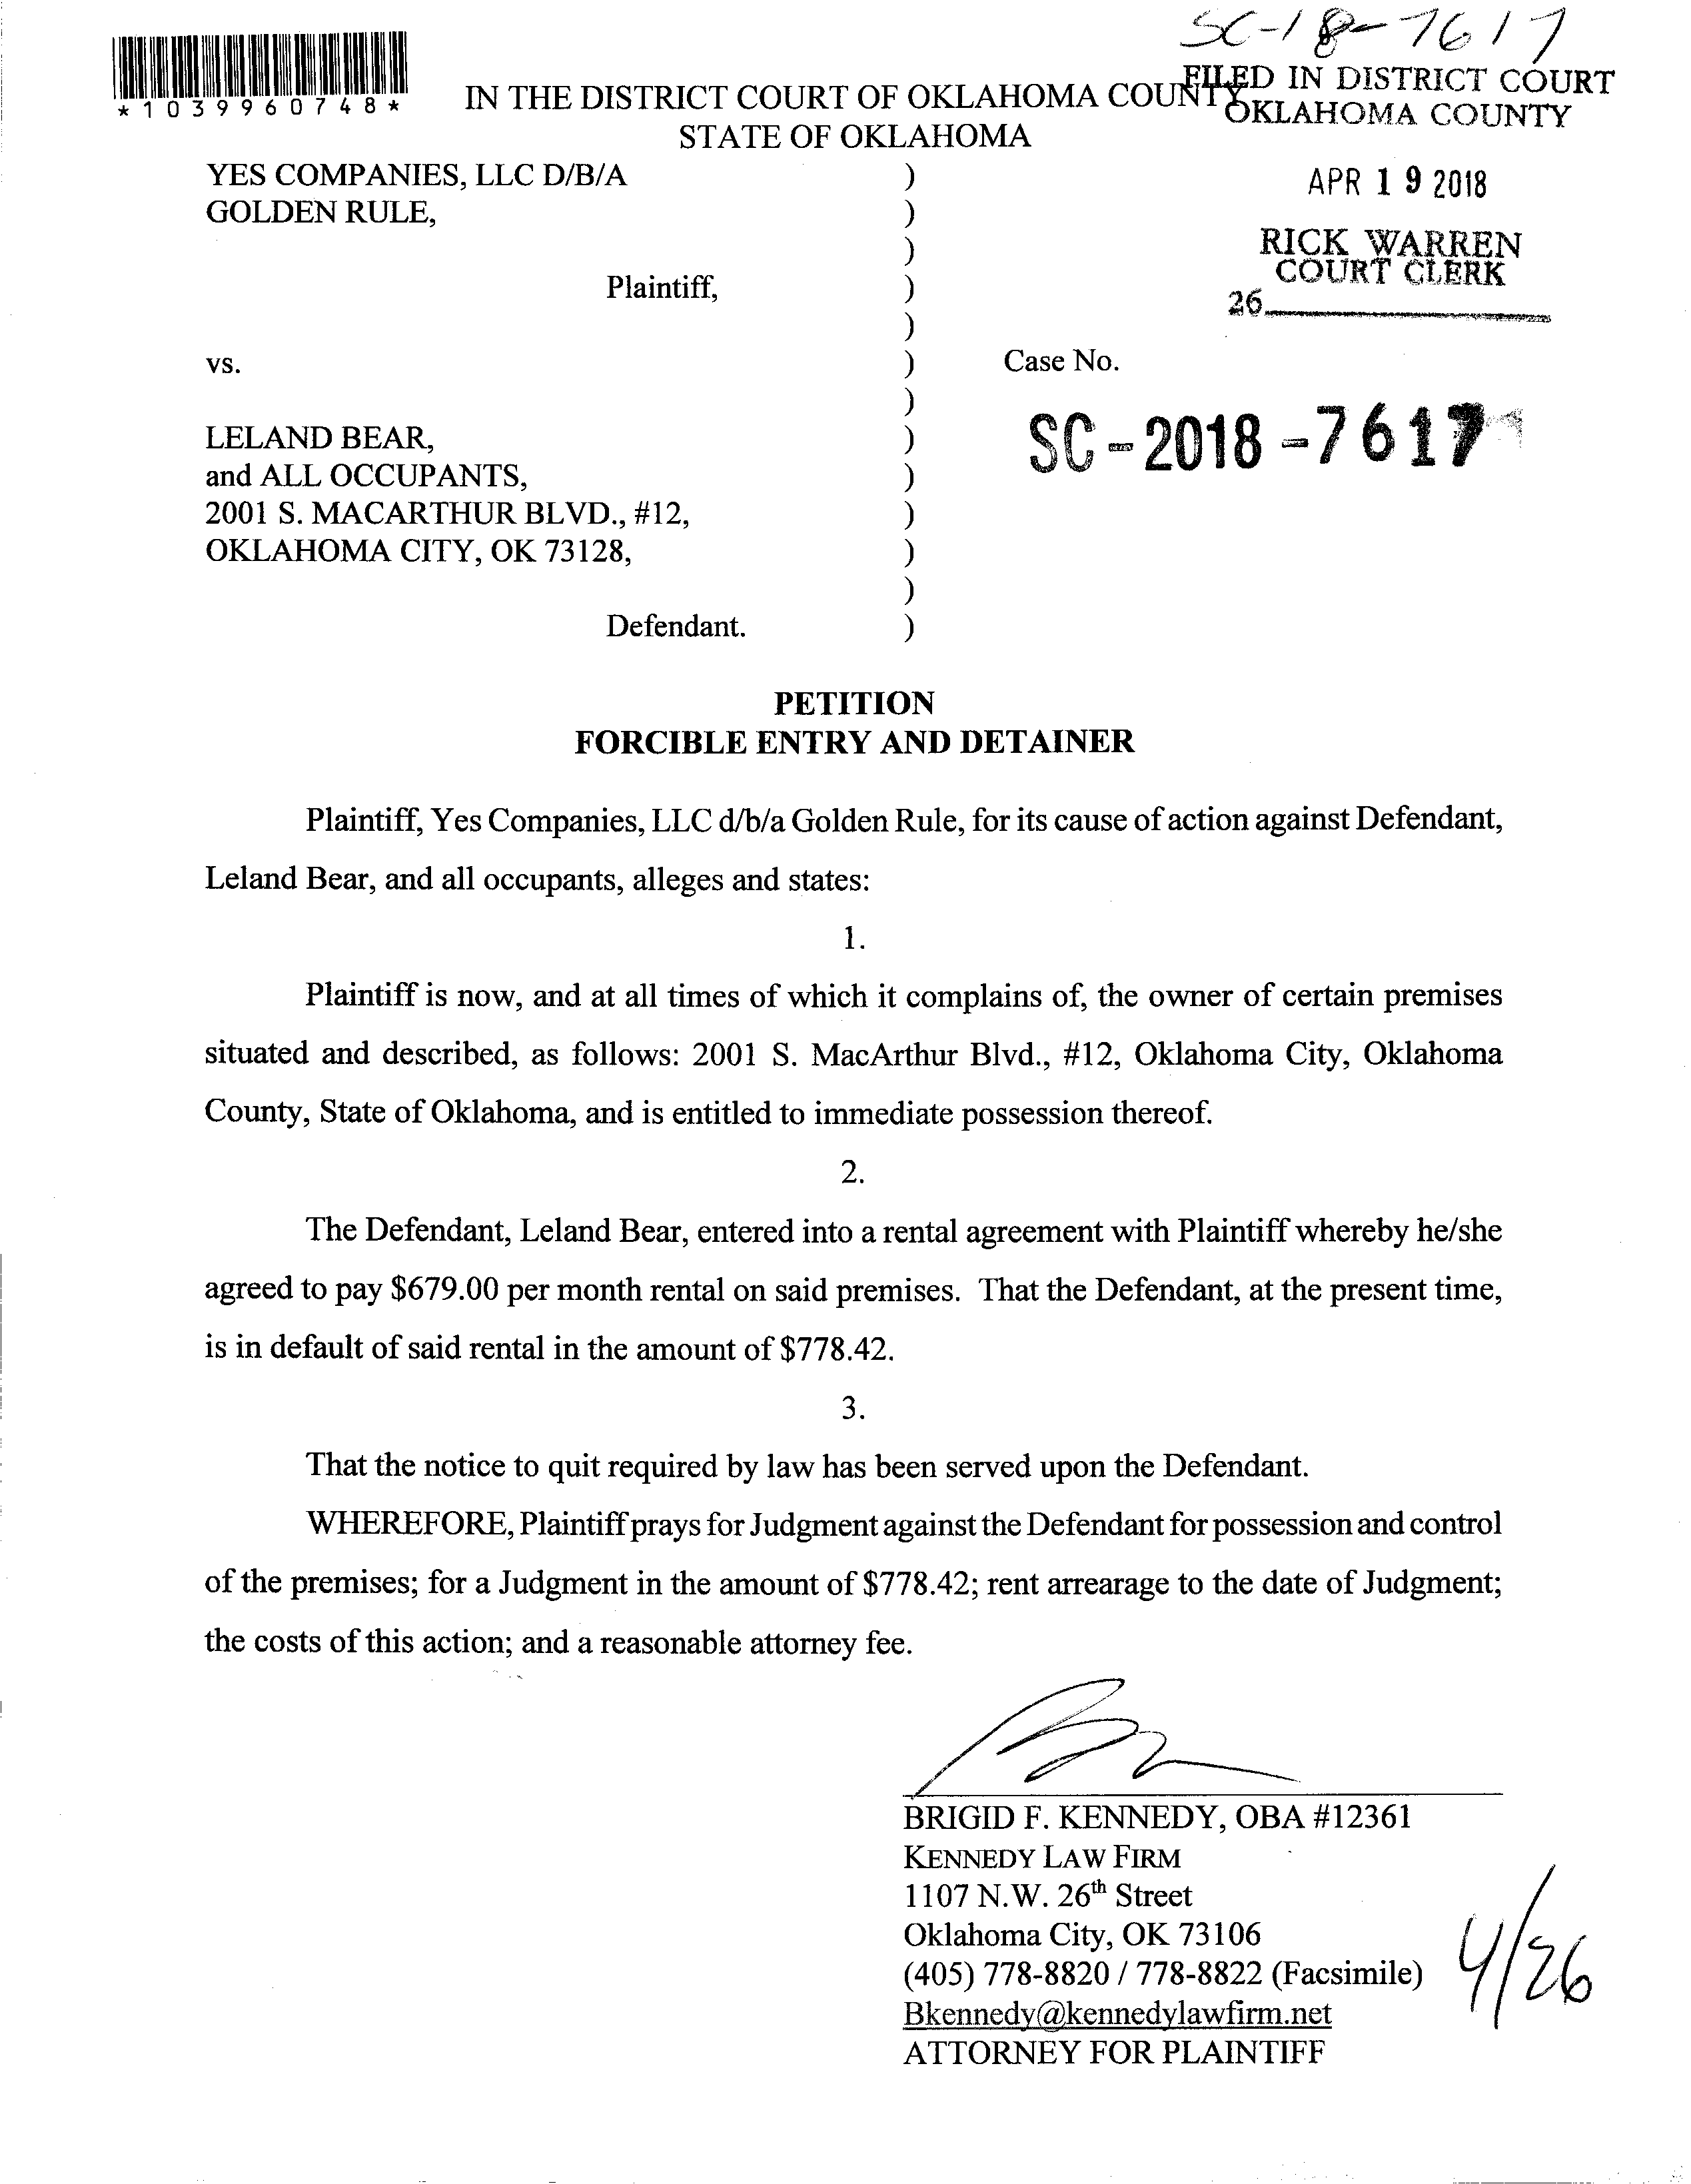 SC-18-7617
*1039960748*
IN THE DISTRICT COURT OF OKLAHOMA COUNTY
STATE OF OKLAHOMA
FILED IN DISTRICT COURT
OKLAHOMA COUNTY
APR 19 2018
RICK WARREN
COURT CLERK
26
YES COMPANIES, LLC D/B/A )
GOLDEN RULE, )
)
Plaintiff, )
)
vs. ) Case No.
)
SC-2018-7617
LELAND BEAR, )
and ALL OCCUPANTS, )
2001 S. MACARTHUR BLVD., #12, )
OKLAHOMA CITY, OK 73128, )
)
Defendant. )
PETITION
FORCIBLE ENTRY AND DETAINER
Plaintiff, Yes Companies, LLC d/b/a Golden Rule, for its cause of action against Defendant,
Leland Bear, and all occupants, alleges and states:
1.
Plaintiff is now, and at all times of which it complains of, the owner of certain premises
situated and described, as follows: 2001 S. MacArthur Blvd., #12, Oklahoma City, Oklahoma
County, State of Oklahoma, and is entitled to immediate possession thereof.
2.
The Defendant, Leland Bear, entered into a rental agreement with Plaintiff whereby he/she
agreed to pay $679.00 per month rental on said premises. That the Defendant, at the present time,
is in default of said rental in the amount of $778.42.
3.
That the notice to quit required by law has been served upon the Defendant.
WHEREFORE, Plaintiff prays for Judgment against the Defendant for possession and control
of the premises; for a Judgment in the amount of $778.42; rent arrearage to the date of Judgment;
the costs of this action; and a reasonable attorney fee.
BRIGID F. KENNEDY, OBA #12361
KENNEDY LAW FIRM
1107 N.W. 26th Street
Oklahoma City, OK 73106
(405) 778-8820 / 778-8822 (Facsimile)
Bkennedy@kennedylawfirm.net
ATTORNEY FOR PLAINTIFF
4/26